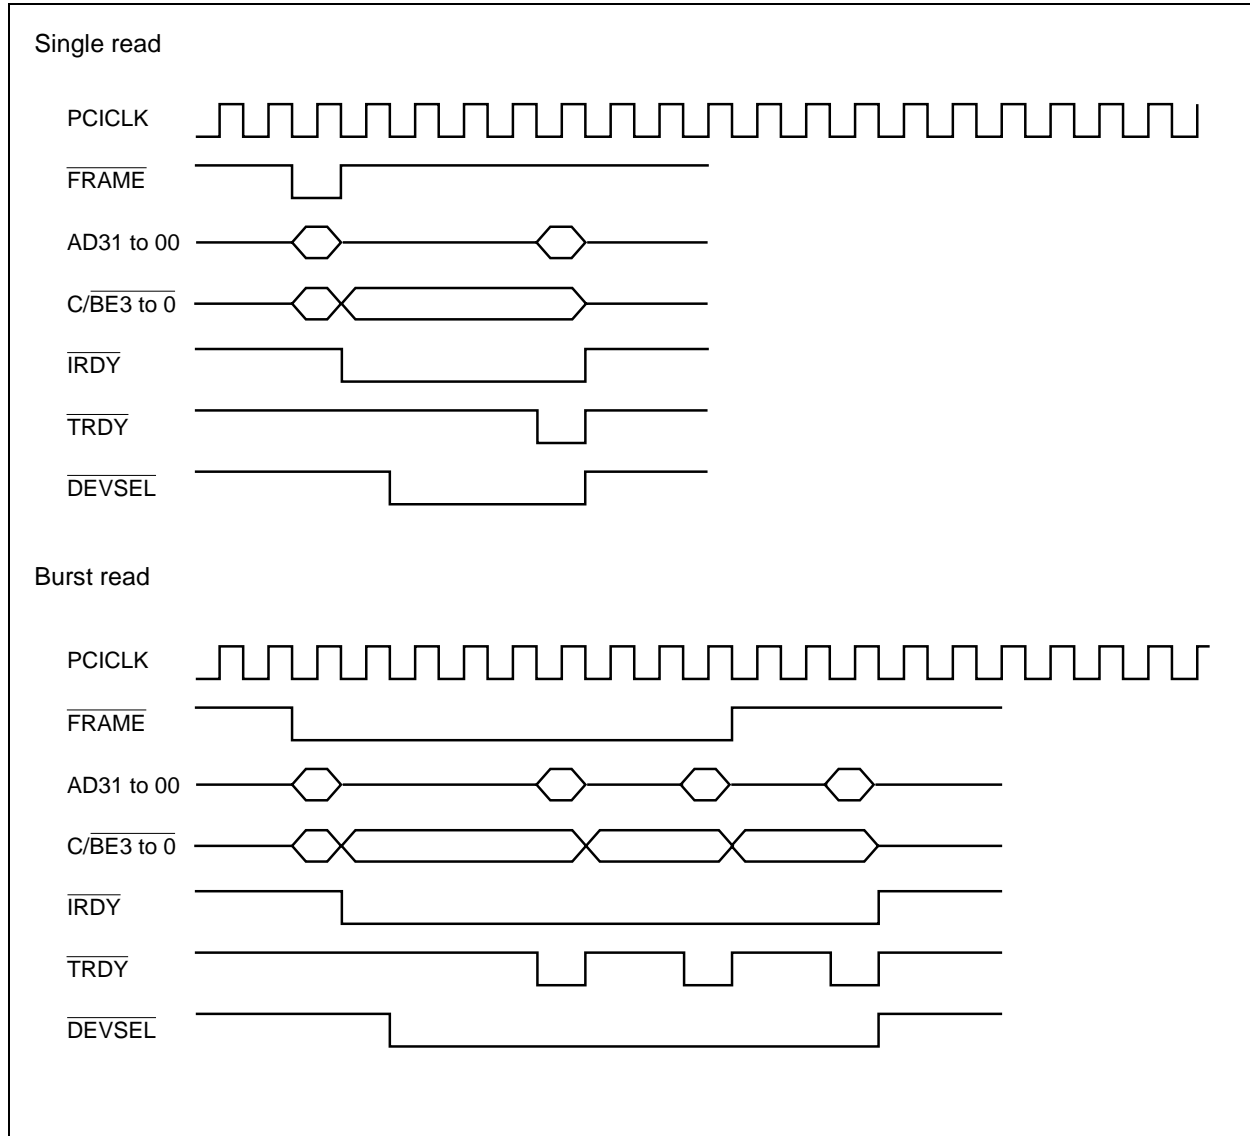 Single read
PCICLK
FRAME
AD31 to 00
C/BE3 to 0
IRDY
TRDY
DEVSEL
Burst read
PCICLK
FRAME
AD31 to 00
C/BE3 to 0
IRDY
TRDY
DEVSEL